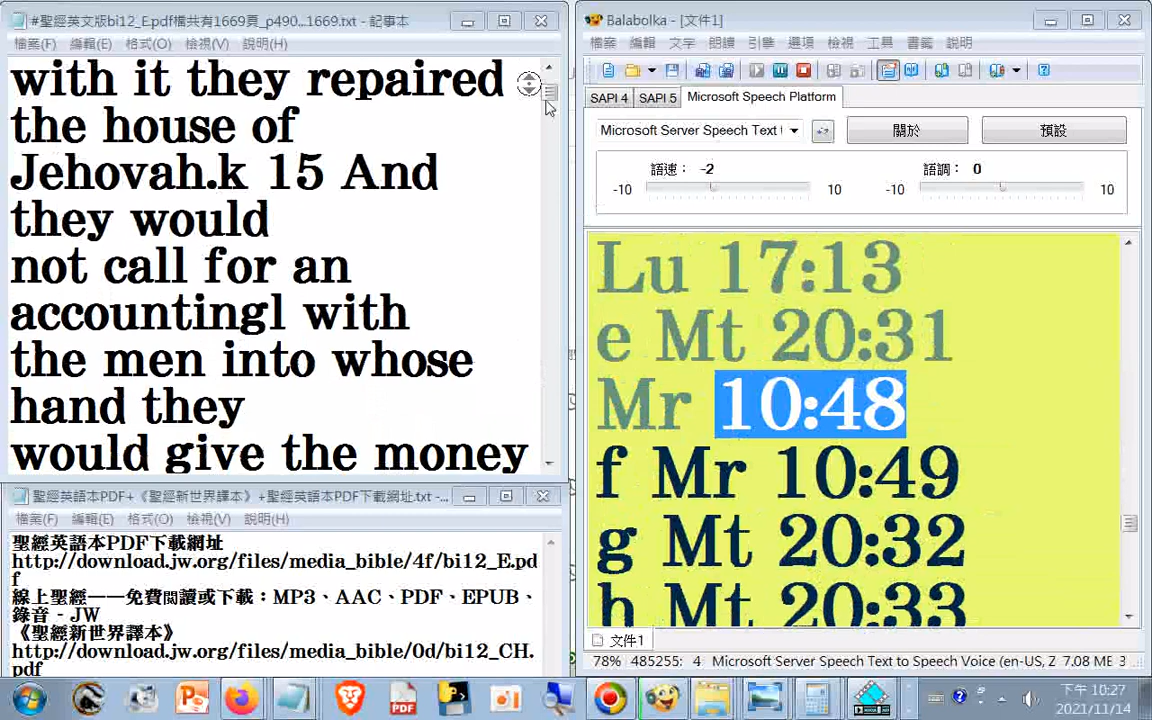 #聖經英文版bi12_E.pdf檔共有1669頁_p490...1669.txt - 記事本
檔案(F) 編輯(E) 格式(O) 檢視(V) 說明(H)
with it they repaired
the house of
Jehovah.k 15 And
they would
not call for an
accountingl with
the men into whose
hand they
would give the money
聖經英語本PDF+《聖經新世界譯本》+聖經英語本PDF下載網址.txt - ...
檔案(F) 編輯(E) 格式(O) 檢視(V) 說明(H)
聖經英語本PDF下載網址
http://download.jw.org/files/media_bible/4f/bi12_E.pd
f
線上聖經——免費閱讀或下載：MP3、AAC、PDF、EPUB、
錄音 - JW
《聖經新世界譯本》
http://download.jw.org/files/media_bible/0d/bi12_CH.
pdf
Balabolka - [文件1]
檔案 編輯 文字 朗讀 引擎 選項 檢視 工具 書籤 說明
SAPI 4 SAPI 5 Microsoft Speech Platform
Microsoft Server Speech Text 關於 預設
語速： -2 語調： 0
-10 10 -10 10
Lu 17:13
e Mt 20:31
Mr 10:48
f Mr 10:49
g Mt 20:32
h Mt 20:33
文件1
78% 485255: 4 Microsoft Server Speech Text to Speech Voice (en-US, Z 7.08 ME 3
下午 10:27
2021/11/14